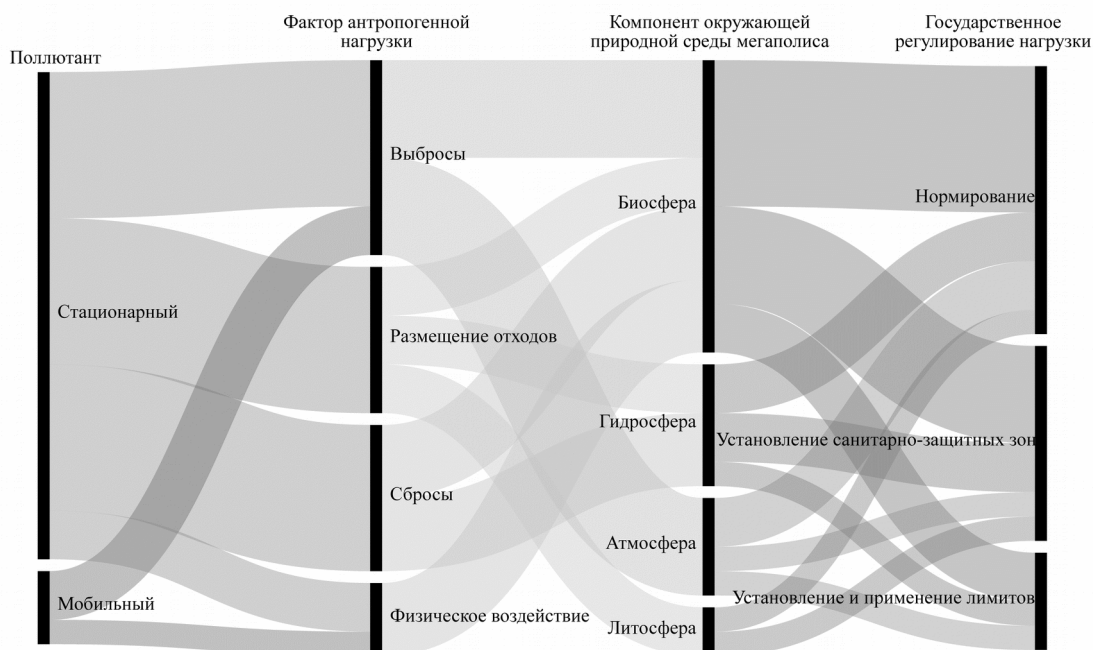 Поллютант
Фактор антропогенной
нагрузки
Компонент окружающей
природной среды мегаполиса
Государственное
регулирование нагрузки
Стационарный
Мобильный
Выбросы
Размещение отходов
Сбросы
Физическое воздействие
Биосфера
Гидросфера
Атмосфера
Литосфера
Нормирование
Установление санитарно-защитных зон
Установление и применение лимитов